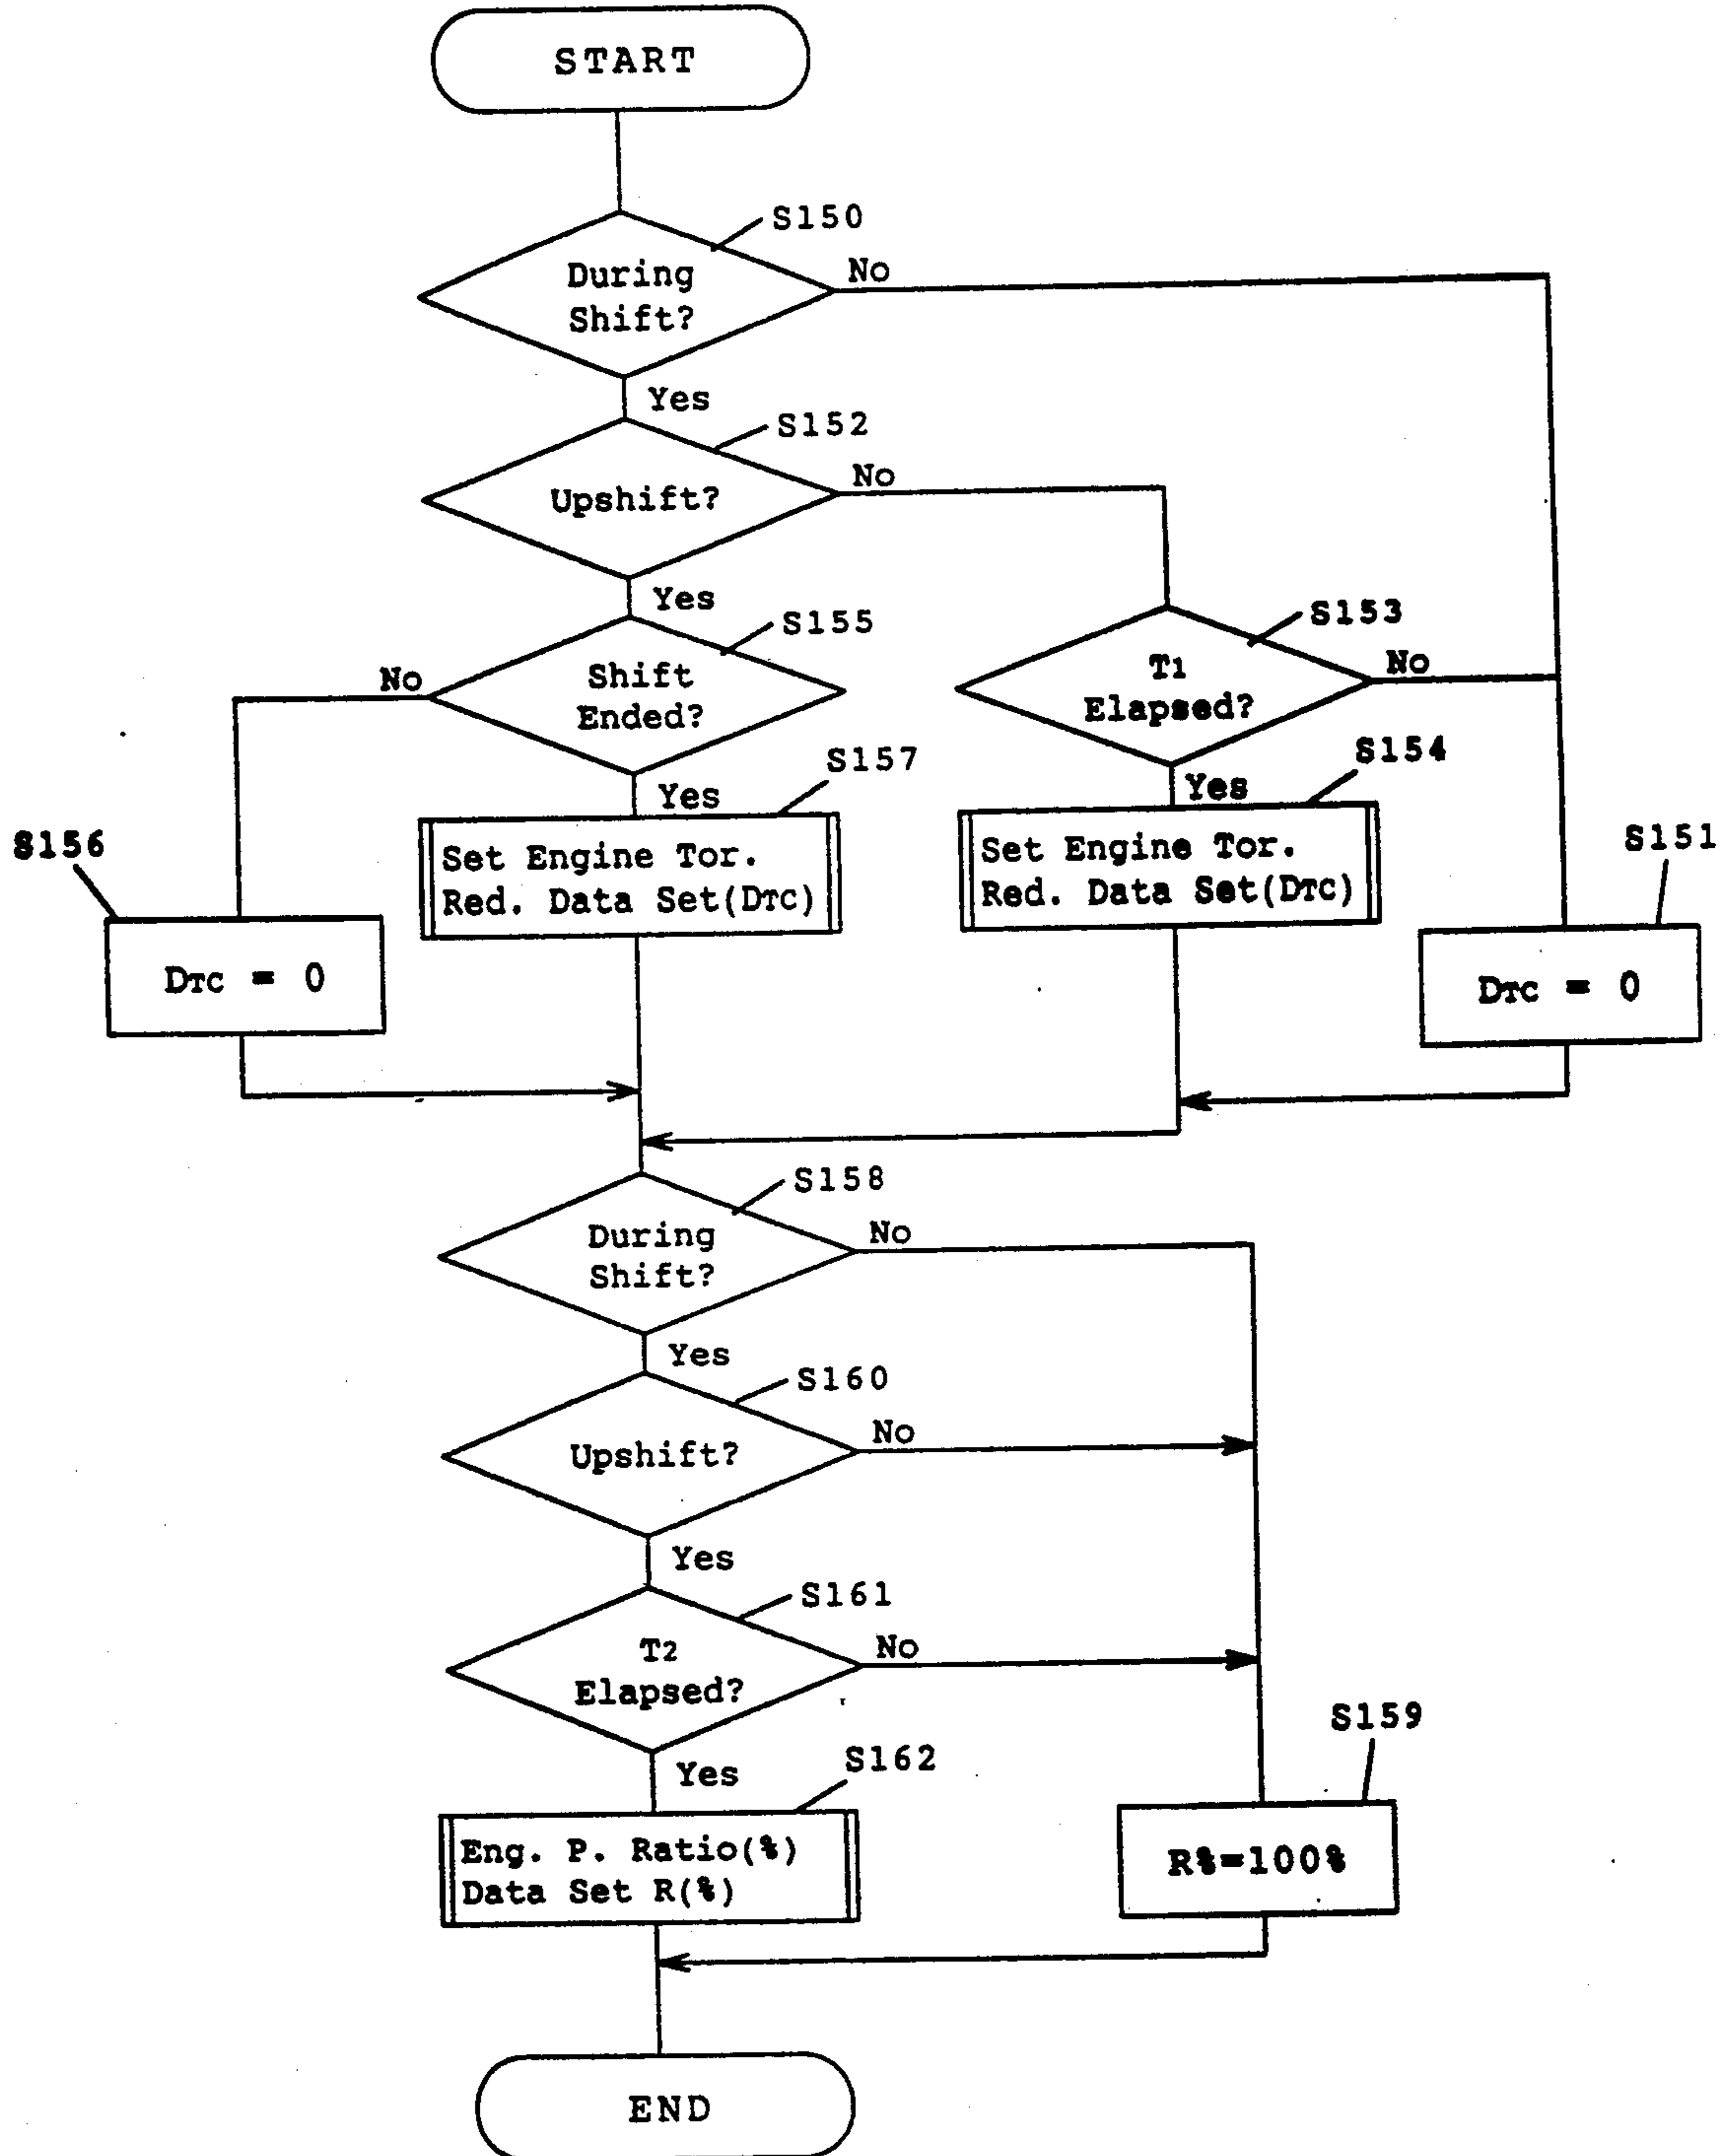 START
S150
During
Shift?
No
Yes
S152
Upshift?
No
Yes
S155
Shift
Ended?
No
Yes
S153
T1
Elapsed?
No
Yes
S157
Set Engine Tor.
Red. Data Set(DTC)
S154
Set Engine Tor.
Red. Data Set(DTC)
S156
DTC = 0
S151
DTC = 0
S158
During
Shift?
No
Yes
S160
Upshift?
No
Yes
S161
T2
Elapsed?
No
Yes
S162
Eng. P. Ratio(%)
Data Set R(%)
S159
R%=100%
END